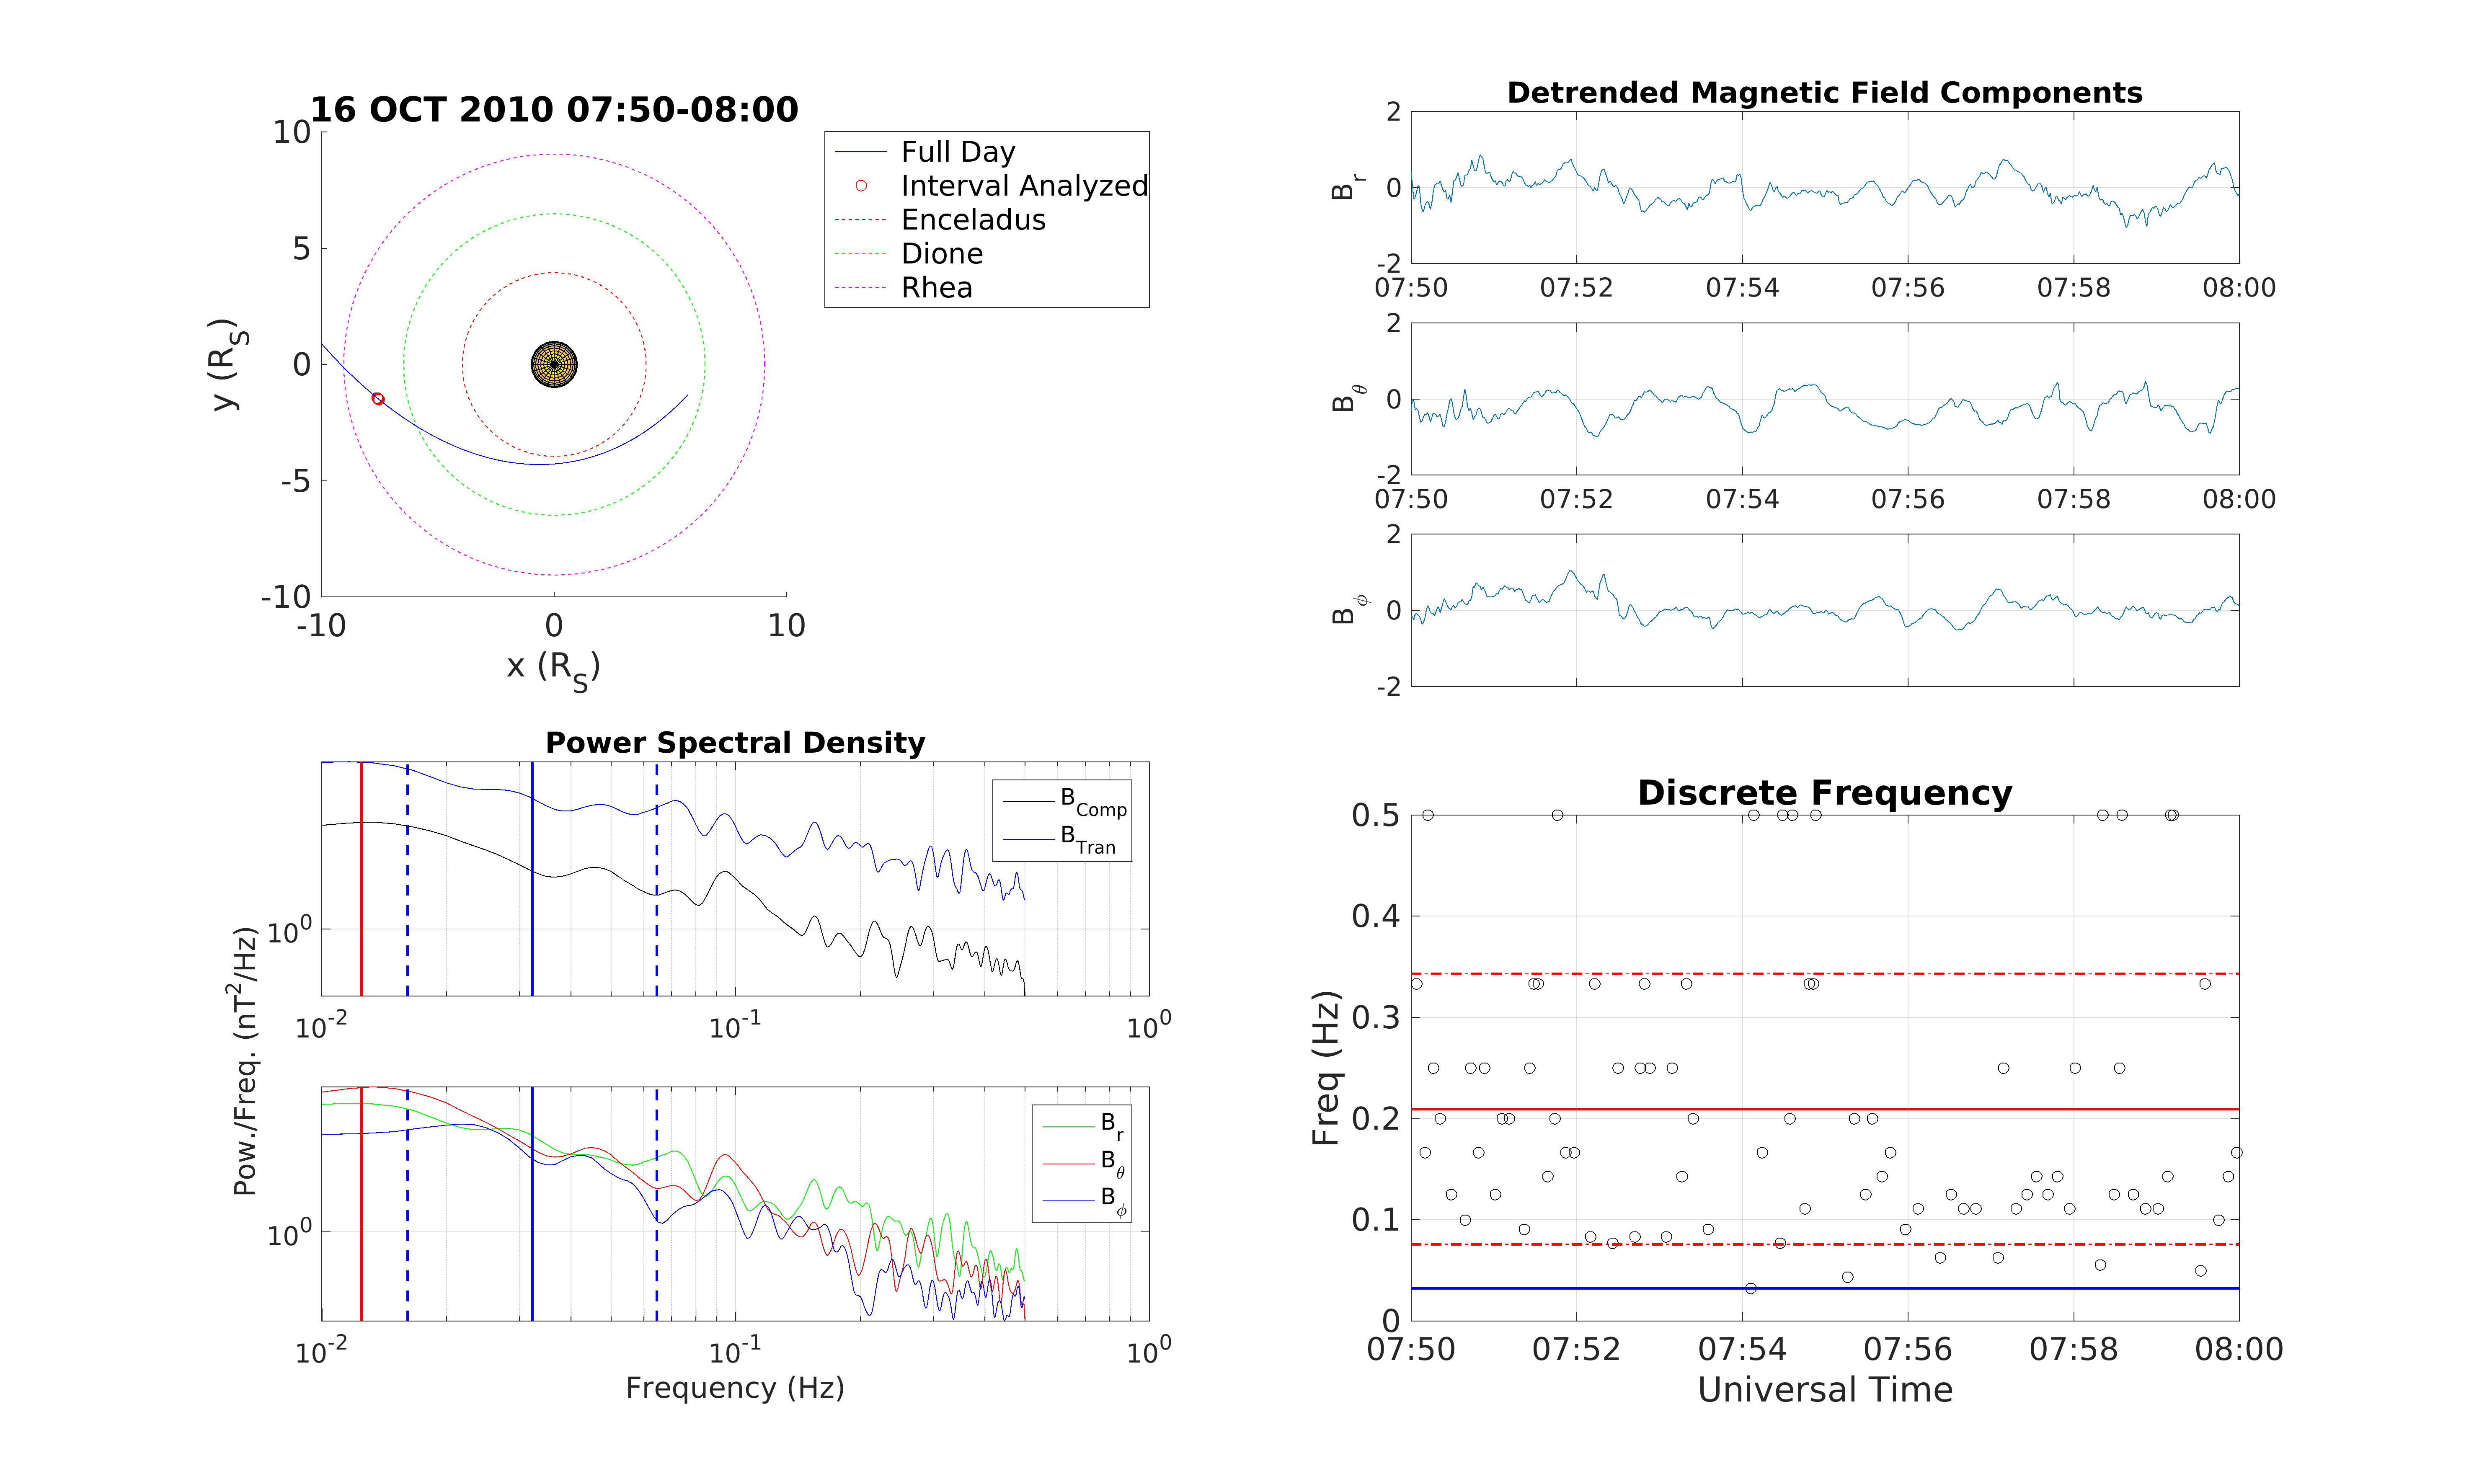 16 OCT 2010 07:50-08:00
10
5
0
-5
-10
y (R_S)
-10 0 10
x (R_S)
Full Day
Interval Analyzed
Enceladus
Dione
Rhea
Detrended Magnetic Field Components
2
0
-2
B_r
07:50 07:52 07:54 07:56 07:58 08:00
2
0
-2
B_θ
07:50 07:52 07:54 07:56 07:58 08:00
2
0
-2
B_ϕ
Power Spectral Density
B_Comp
B_Tran
10^0
10^-2 10^-1 10^0
Pow./Freq. (nT^2/Hz)
B_r
B_θ
B_ϕ
10^0
10^-2 10^-1 10^0
Frequency (Hz)
Discrete Frequency
0.5
0.4
0.3
0.2
0.1
0
Freq (Hz)
07:50 07:52 07:54 07:56 07:58 08:00
Universal Time